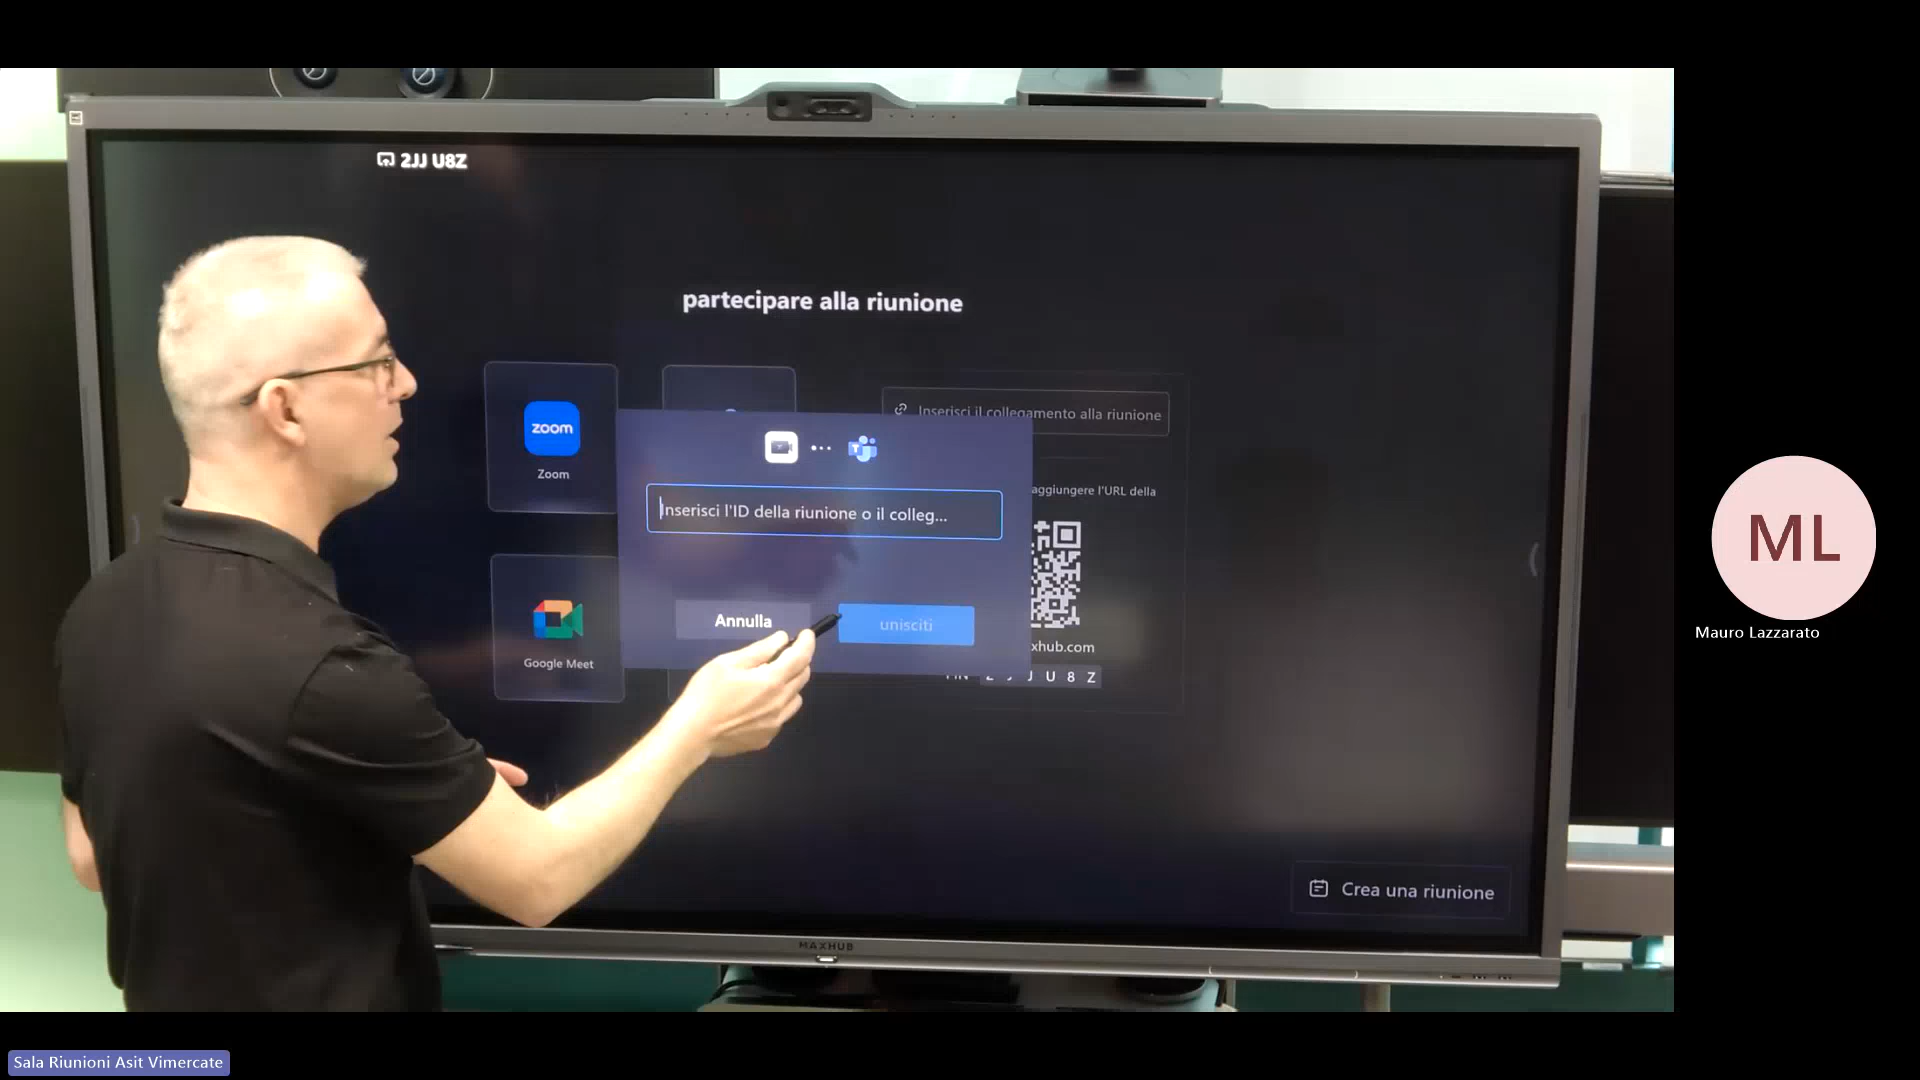 2JJ U8Z
partecipare alla riunione
zoom
Zoom
Inserisci il collegamento alla riunione
Inserisci l'ID della riunione o il colleg...
aggiungere l'URL della
Annulla
unisciti
Google Meet
xhub.com
J U 8 Z
Crea una riunione
MAXHUB
ML
Mauro Lazzarato
Sala Riunioni Asit Vimercate